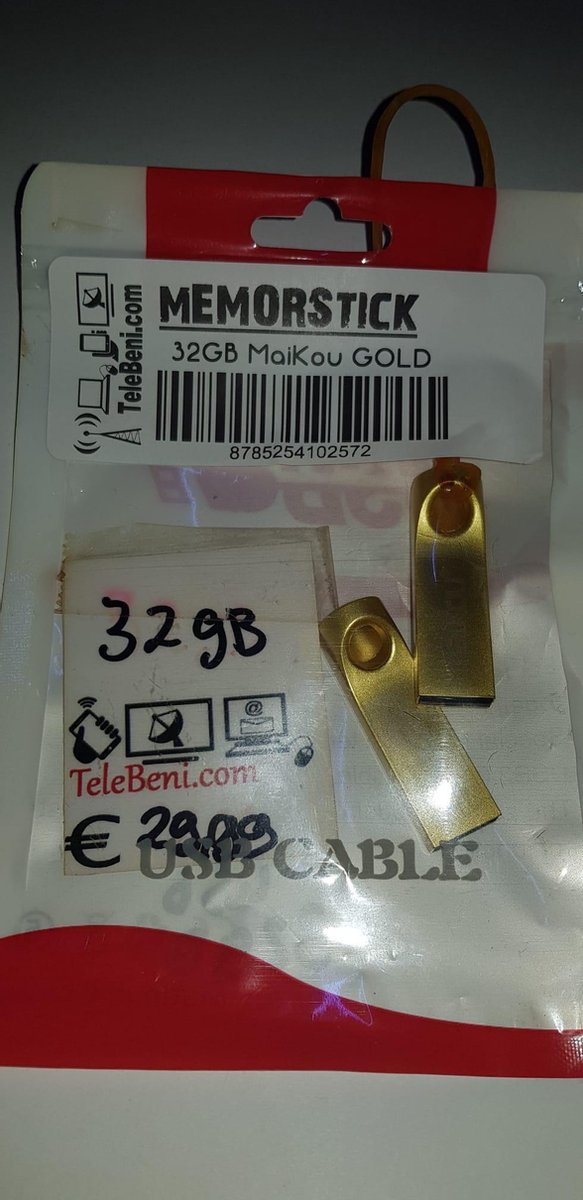 MEMORSTICK
32GB MaiKou GOLD
TeleBeni.com
8785254102572
32gB
@
TeleBeni.com
€ 29,99
USB CABLE